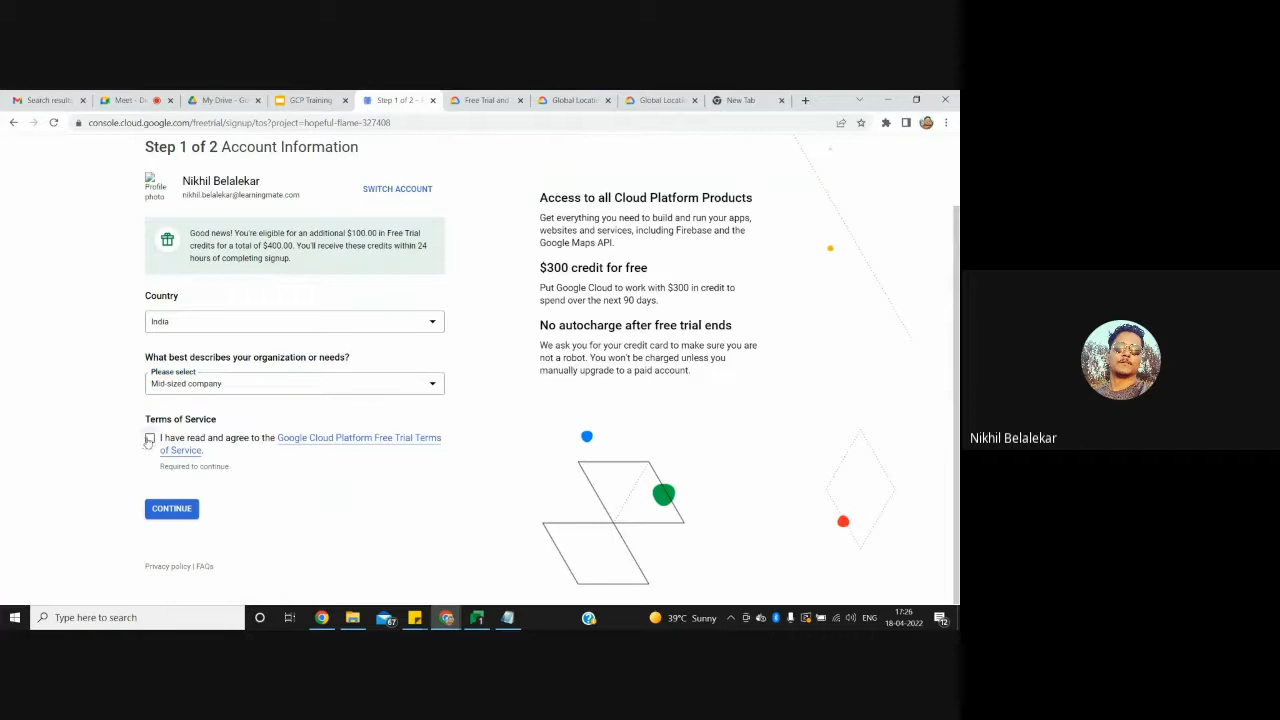 Search results
Meet - D
My Drive - Go
GCP Training
Step 1 of 2 – F
Free Trial and
Global Locatio
Global Locatio
New Tab
console.cloud.google.com/freetrial/signup/tos?project=hopeful-flame-327408
Step 1 of 2 Account Information
Profile
photo
Nikhil Belalekar
nikhil.belalekar@learningmate.com
SWITCH ACCOUNT
Good news! You're eligible for an additional $100.00 in Free Trial
credits for a total of $400.00. You'll receive these credits within 24
hours of completing signup.
Country
India
What best describes your organization or needs?
Please select
Mid-sized company
Terms of Service
I have read and agree to the Google Cloud Platform Free Trial Terms
of Service.
Required to continue
CONTINUE
Privacy policy | FAQs
Access to all Cloud Platform Products
Get everything you need to build and run your apps,
websites and services, including Firebase and the
Google Maps API.
$300 credit for free
Put Google Cloud to work with $300 in credit to
spend over the next 90 days.
No autocharge after free trial ends
We ask you for your credit card to make sure you are
not a robot. You won't be charged unless you
manually upgrade to a paid account.
Nikhil Belalekar
Type here to search
67
1
39°C Sunny
ENG
17:26
18-04-2022
12